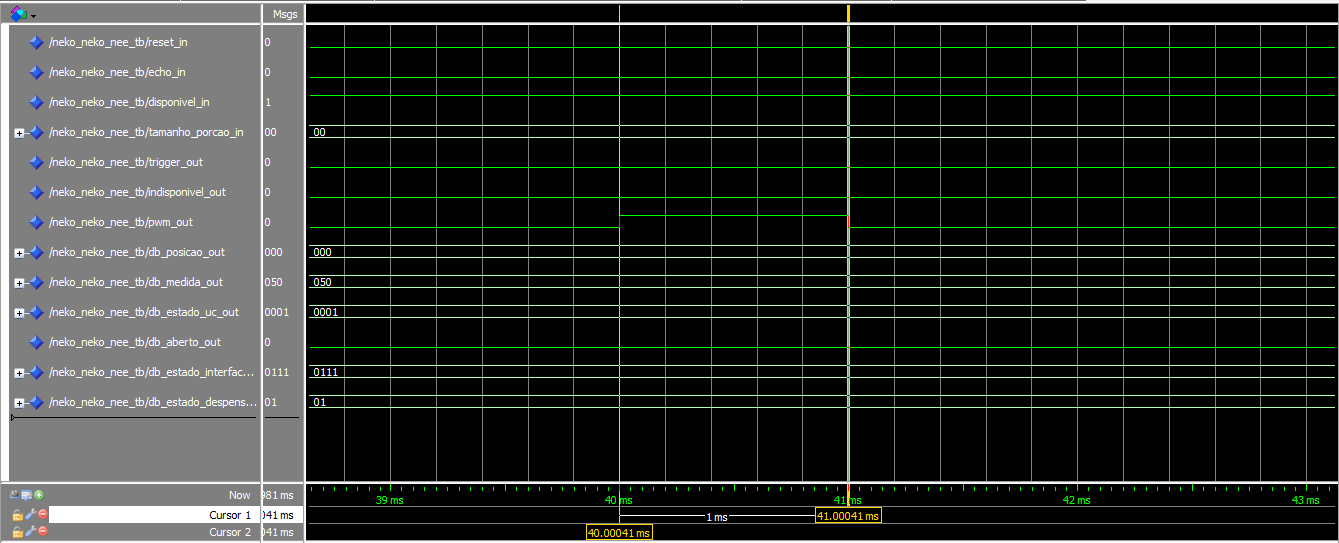 Msgs
/neko_neko_nee_tb/reset_in 0
/neko_neko_nee_tb/echo_in 0
/neko_neko_nee_tb/disponivel_in 1
/neko_neko_nee_tb/tamanho_porcao_in 00 00
/neko_neko_nee_tb/trigger_out 0
/neko_neko_nee_tb/indisponivel_out 0
/neko_neko_nee_tb/pwm_out 0
/neko_neko_nee_tb/db_posicao_out 000 000
/neko_neko_nee_tb/db_medida_out 050 050
/neko_neko_nee_tb/db_estado_uc_out 0001 0001
/neko_neko_nee_tb/db_aberto_out 0
/neko_neko_nee_tb/db_estado_interfac... 0111 0111
/neko_neko_nee_tb/db_estado_despens... 01 01
Now 981 ms 39 ms 40 ms 41 ms 42 ms 43 ms
Cursor 1 041 ms 1 ms 41.00041 ms
Cursor 2 041 ms 40.00041 ms